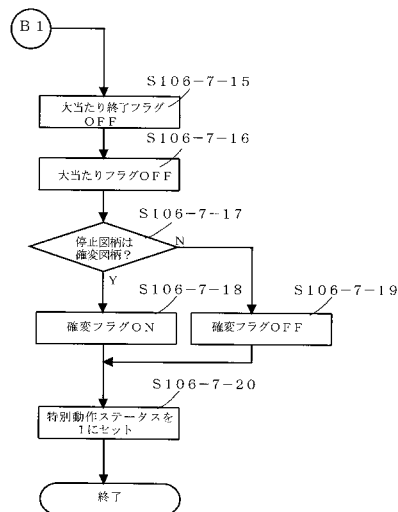 B1
S106-7-15
大当たり終了フラグ
OFF
S106-7-16
大当たりフラグOFF
S106-7-17
停止図柄は
確変図柄？
N
Y
S106-7-18
S106-7-19
確変フラグON
確変フラグOFF
S106-7-20
特別動作ステータスを
1にセット
終了